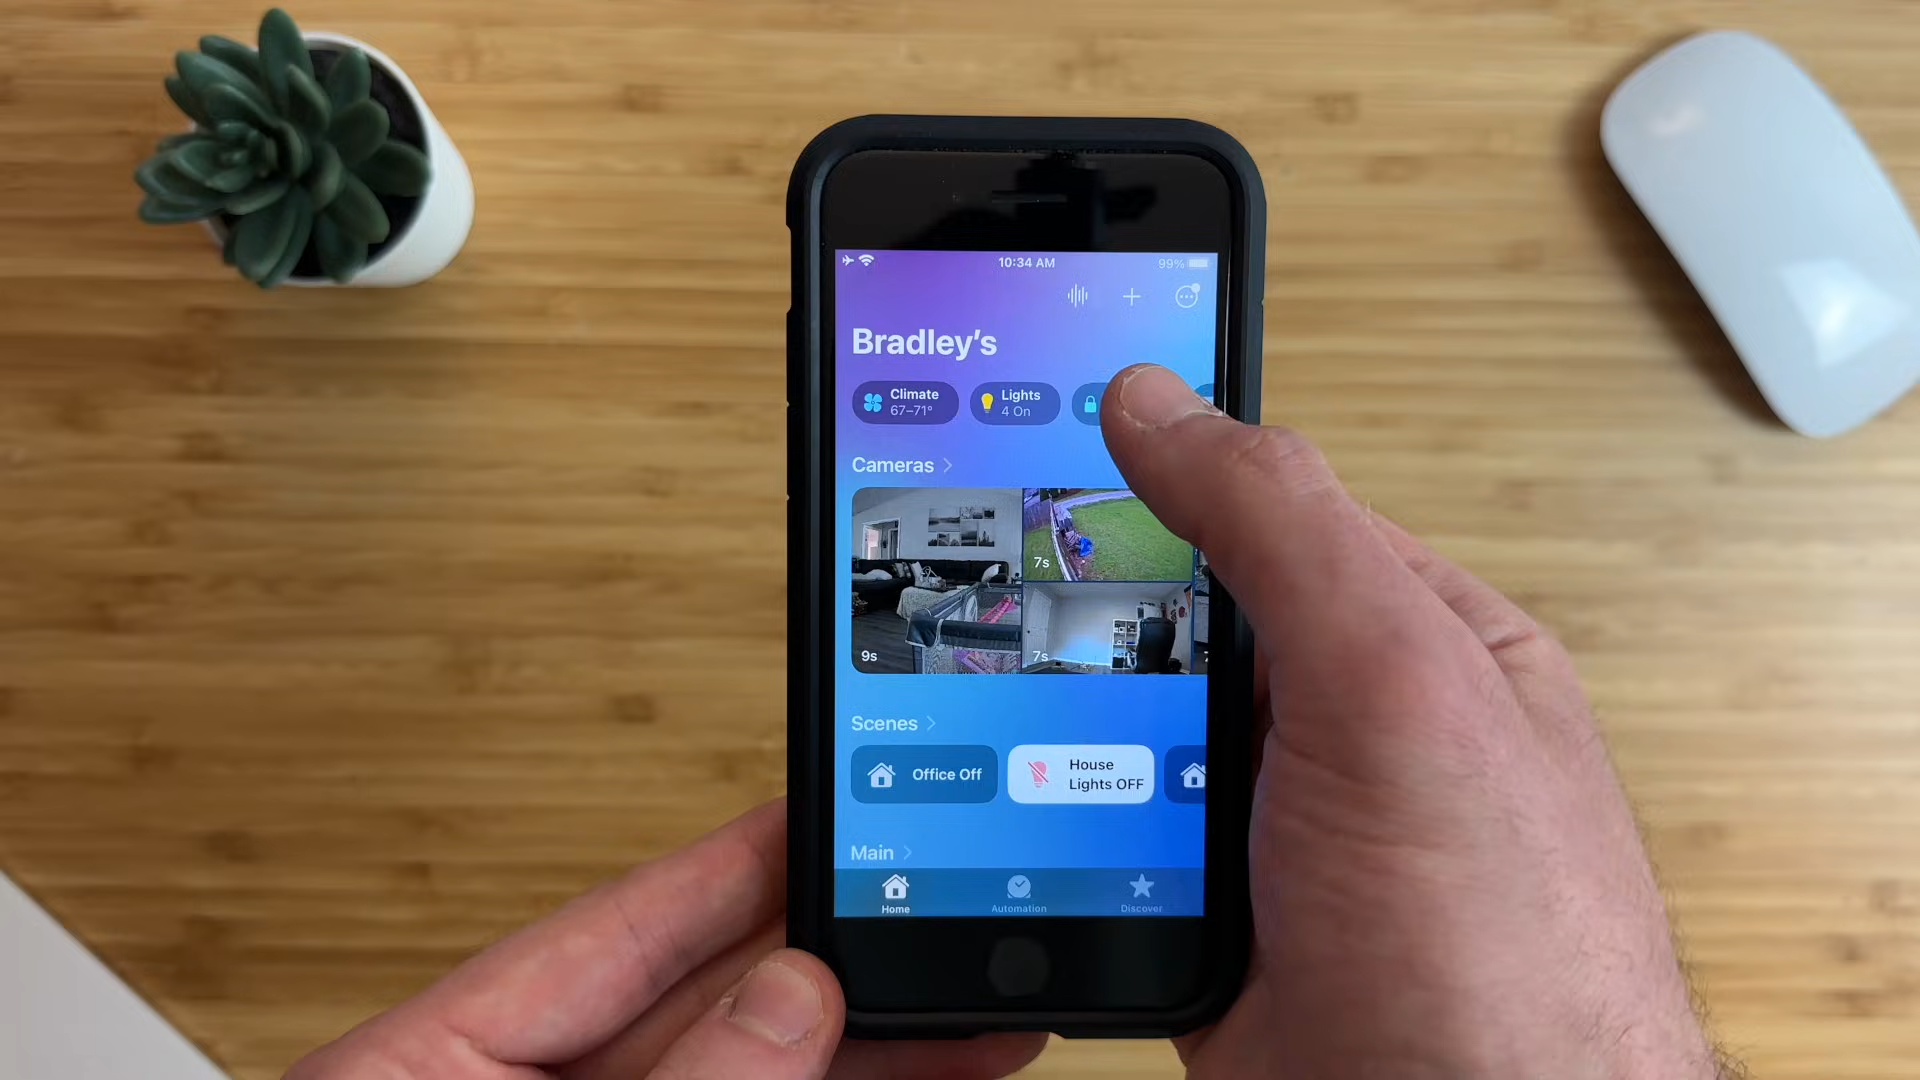 10:34 AM
99%
Bradley's
Climate
67–71°
Lights
4 On
Cameras
7s
9s
7s
Scenes
Office Off
House
Lights OFF
Main
Home
Automation
Discover